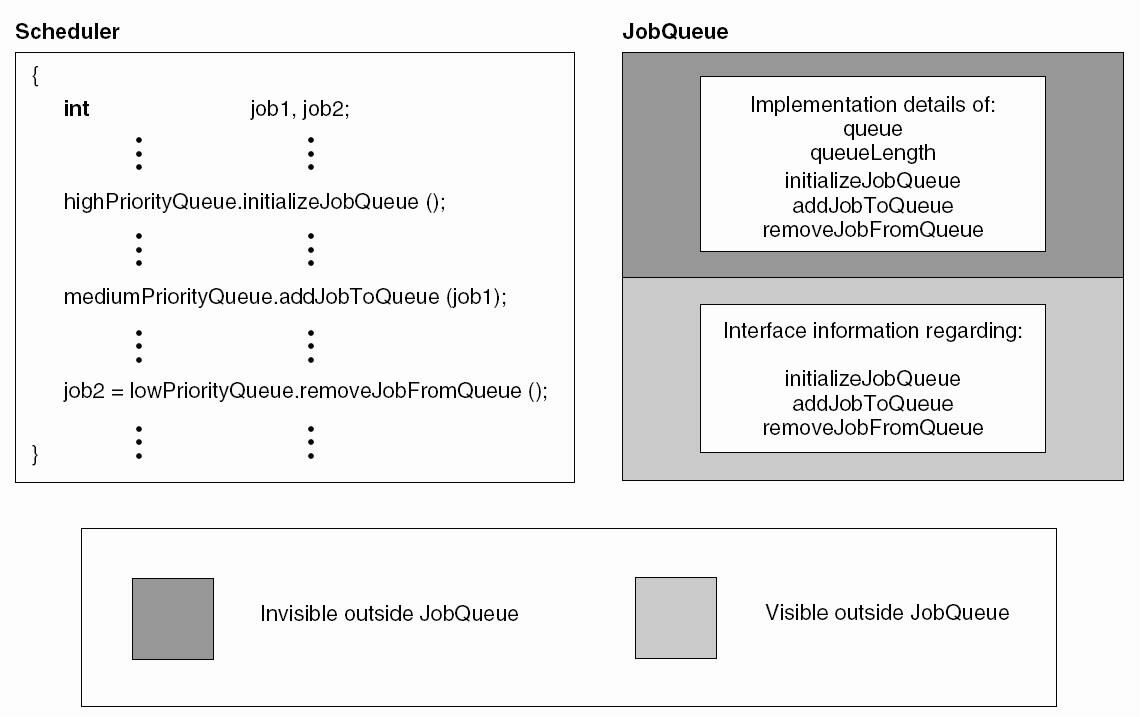 Scheduler
{
int job1, job2;
highPriorityQueue.initializeJobQueue ();
mediumPriorityQueue.addJobToQueue (job1);
job2 = lowPriorityQueue.removeJobFromQueue ();
}
JobQueue
Implementation details of:
queue
queueLength
initializeJobQueue
addJobToQueue
removeJobFromQueue
Interface information regarding:
initializeJobQueue
addJobToQueue
removeJobFromQueue
Invisible outside JobQueue
Visible outside JobQueue